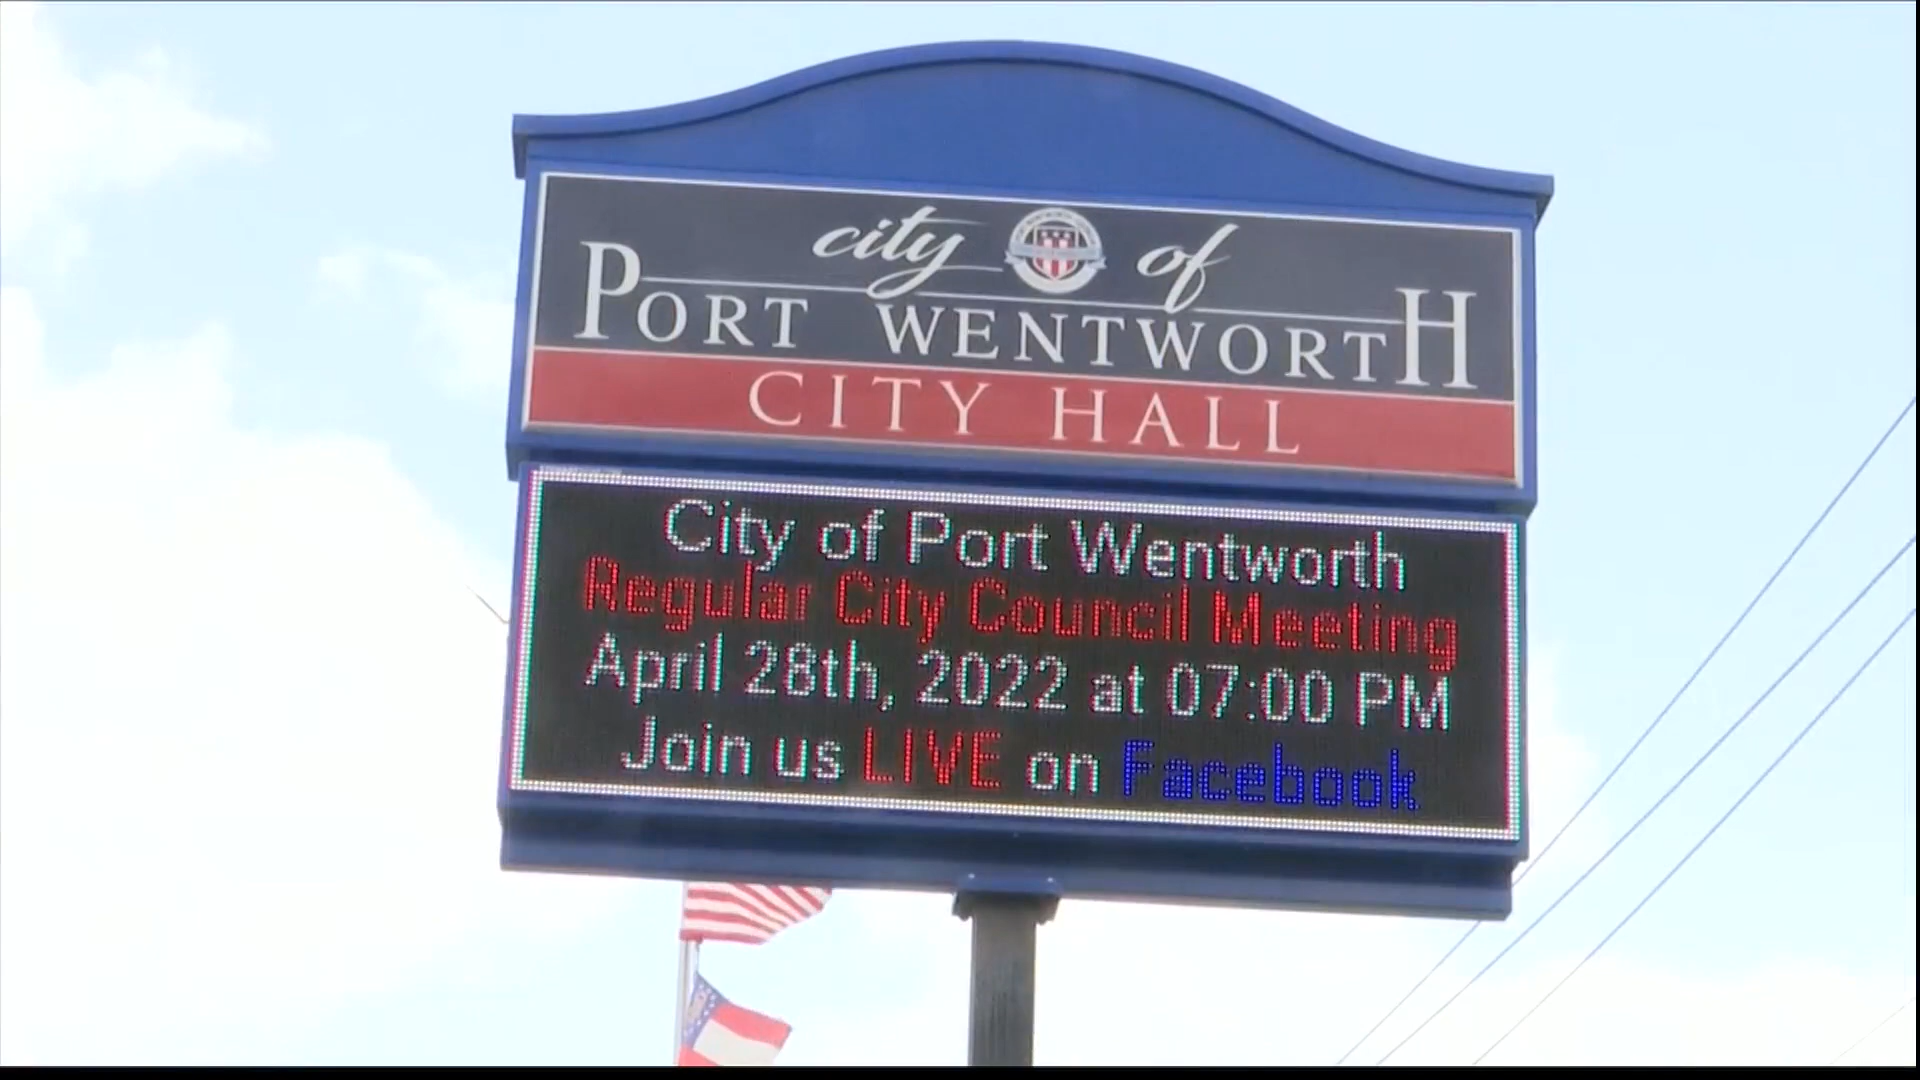 city of
PORT WENTWORTH
CITY HALL
City of Port Wentworth
Regular City Council Meeting
April 28th, 2022 at 07:00 PM
Join us LIVE on Facebook